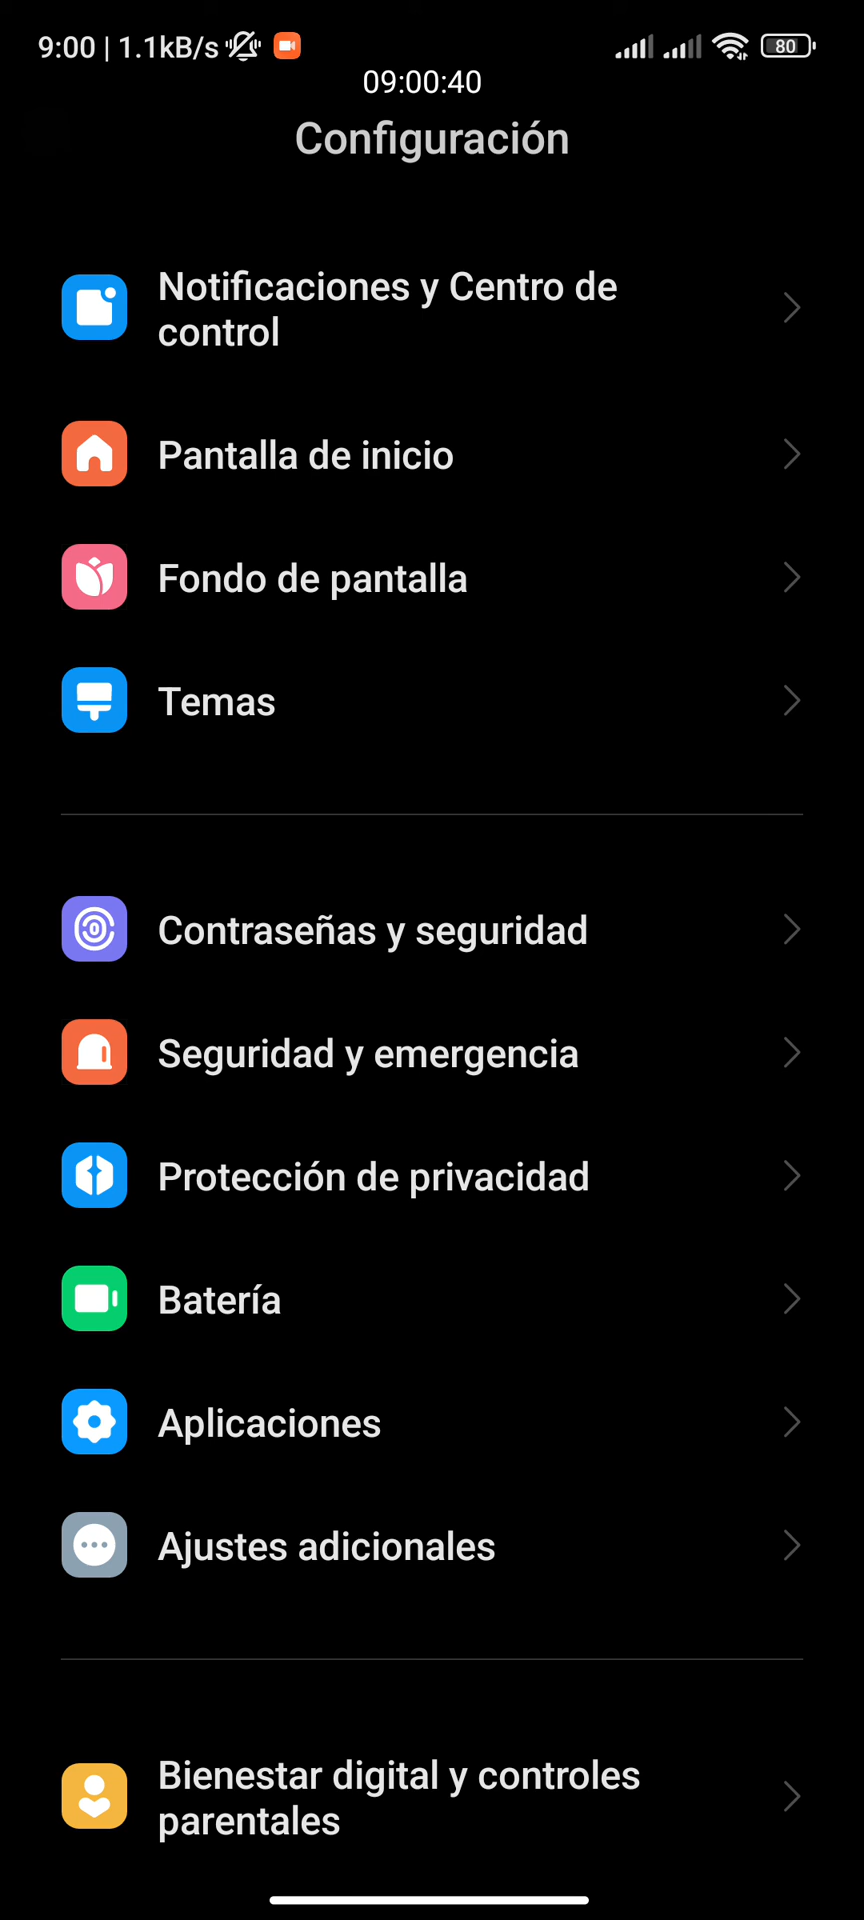 9:00 | 1.1kB/s 80
09:00:40
Configuración
Notificaciones y Centro de
control
Pantalla de inicio
Fondo de pantalla
Temas
Contraseñas y seguridad
Seguridad y emergencia
Protección de privacidad
Batería
Aplicaciones
Ajustes adicionales
Bienestar digital y controles
parentales